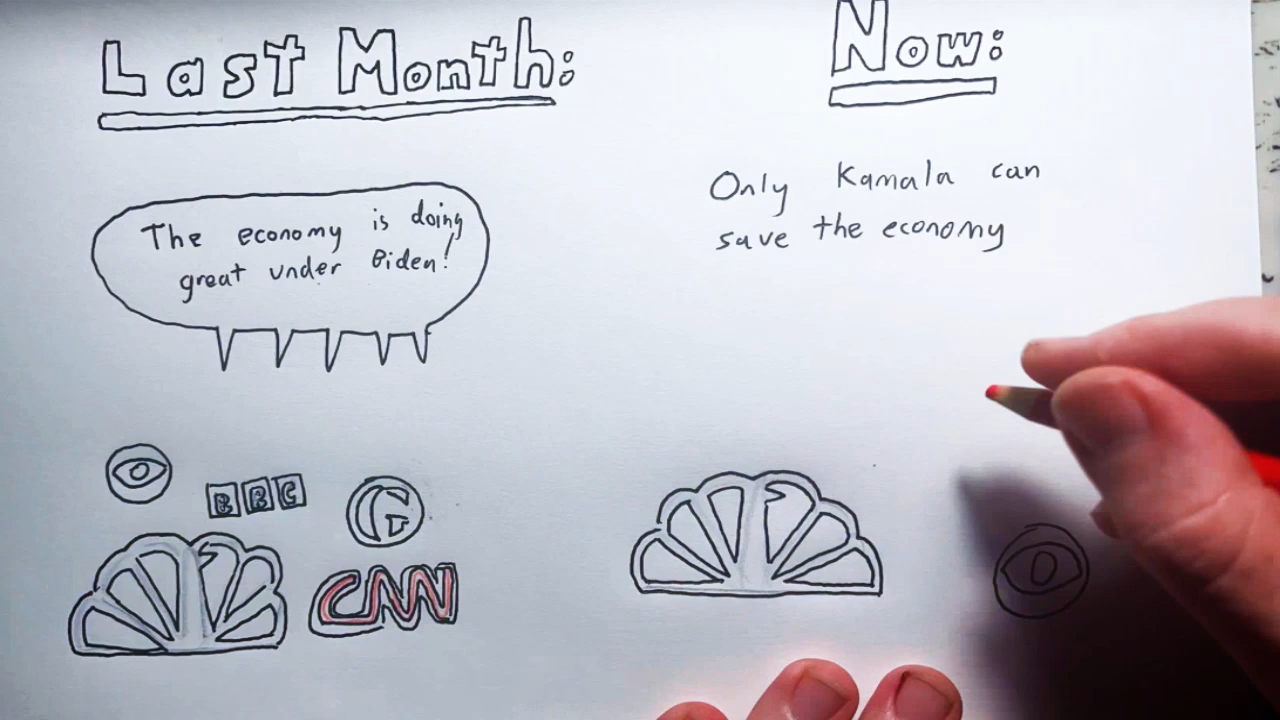 Last Month:
The economy is doing
great under Biden!
BBC
G
CNN
Now:
Only Kamala can
save the economy